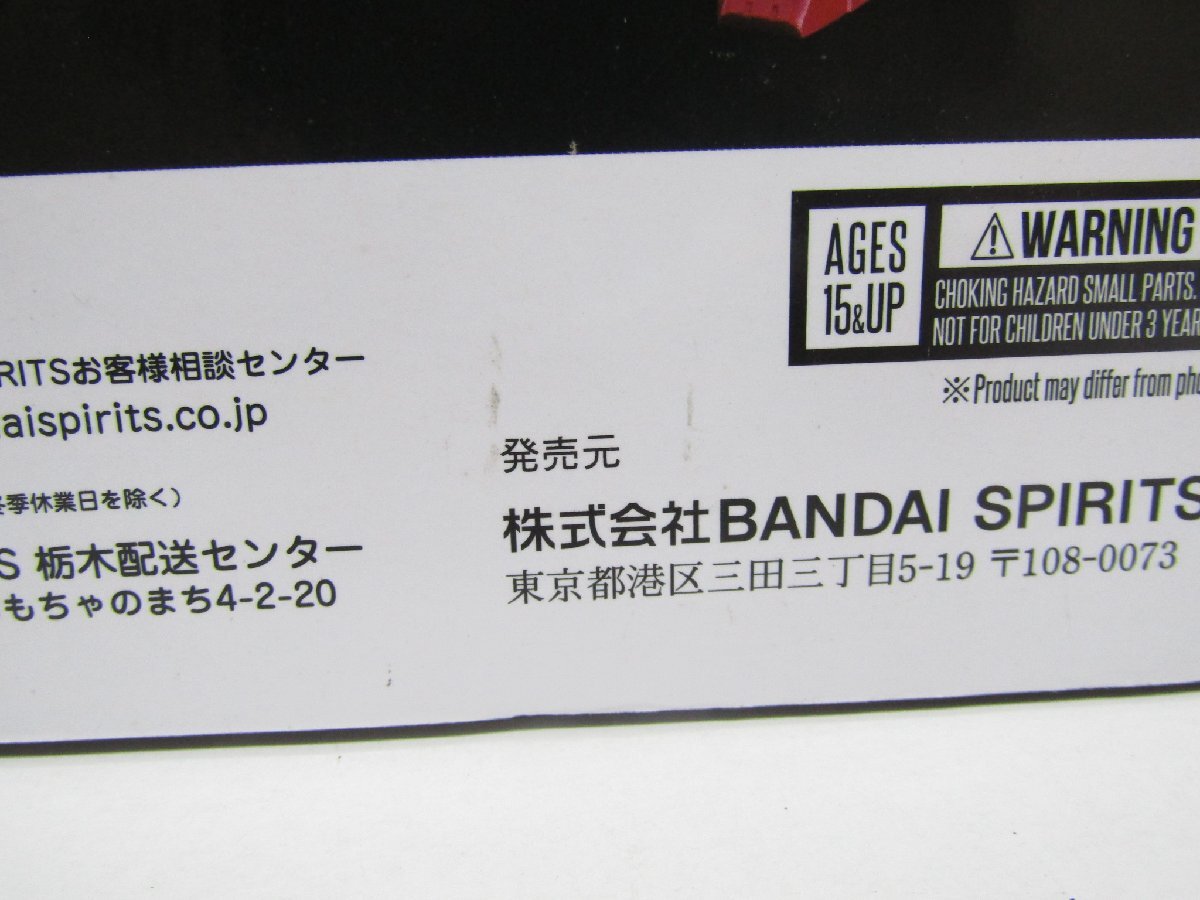 RITSお客様相談センター
aispirits.co.jp
季休業日を除く）
S 栃木配送センター
もちゃのまち4-2-20
AGES
15&UP
⚠WARNING
CHOKING HAZARD SMALL PARTS.
NOT FOR CHILDREN UNDER 3 YEAR
※Product may differ from pho
発売元
株式会社BANDAI SPIRITS
東京都港区三田三丁目5-19 〒108-0073